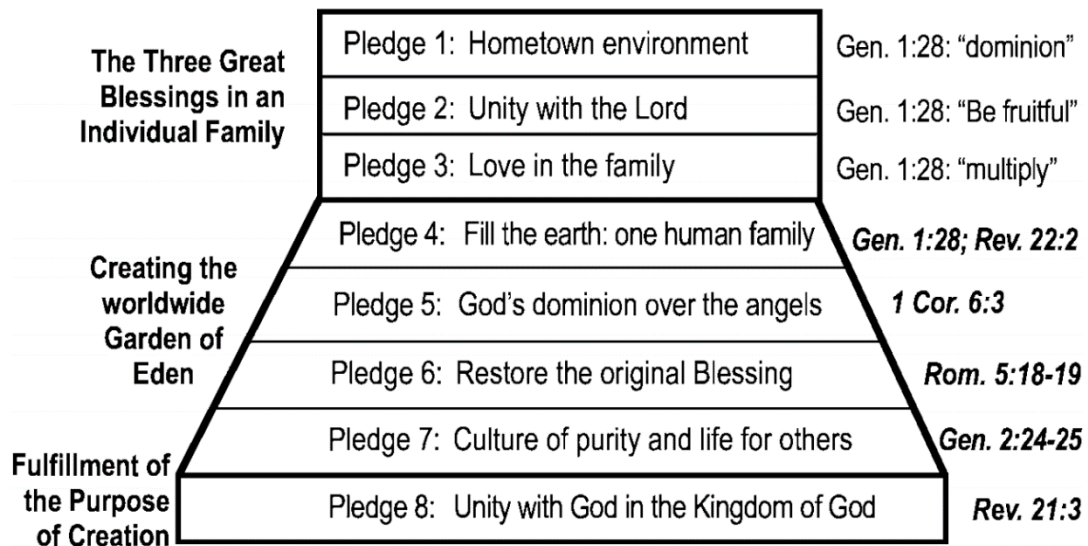 The Three Great
Blessings in an
Individual Family
Pledge 1: Hometown environment
Gen. 1:28: “dominion”
Pledge 2: Unity with the Lord
Gen. 1:28: “Be fruitful”
Pledge 3: Love in the family
Gen. 1:28: “multiply”
Creating the
worldwide
Garden of
Eden
Pledge 4: Fill the earth: one human family
Gen. 1:28; Rev. 22:2
Pledge 5: God’s dominion over the angels
1 Cor. 6:3
Pledge 6: Restore the original Blessing
Rom. 5:18-19
Pledge 7: Culture of purity and life for others
Gen. 2:24-25
Fulfillment of
the Purpose
of Creation
Pledge 8: Unity with God in the Kingdom of God
Rev. 21:3